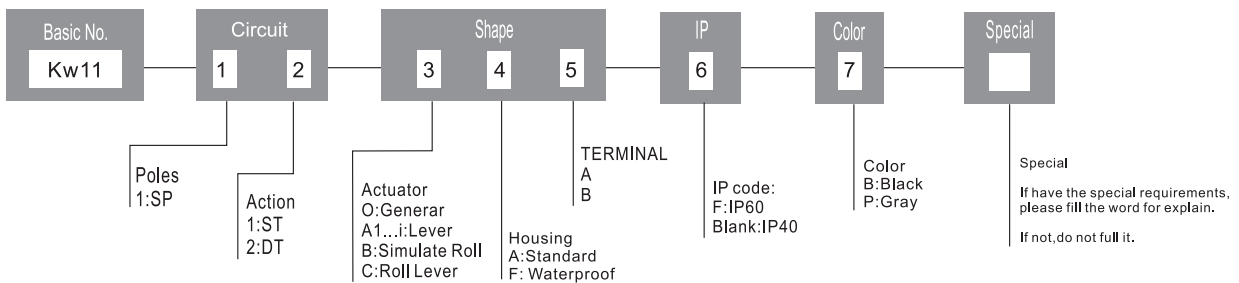 Basic No.
Circuit
Shape
IP
Color
Special
Kw11
1
2
3
4
5
6
7
Poles
1:SP
Action
1:ST
2:DT
Actuator
O:Generar
A1...i:Lever
B:Simulate Roll
C:Roll Lever
Housing
A:Standard
F: Waterproof
TERMINAL
A
B
IP code:
F:IP60
Blank:IP40
Color
B:Black
P:Gray
Special
If have the special requirements,
please fill the word for explain.
If not,do not full it.